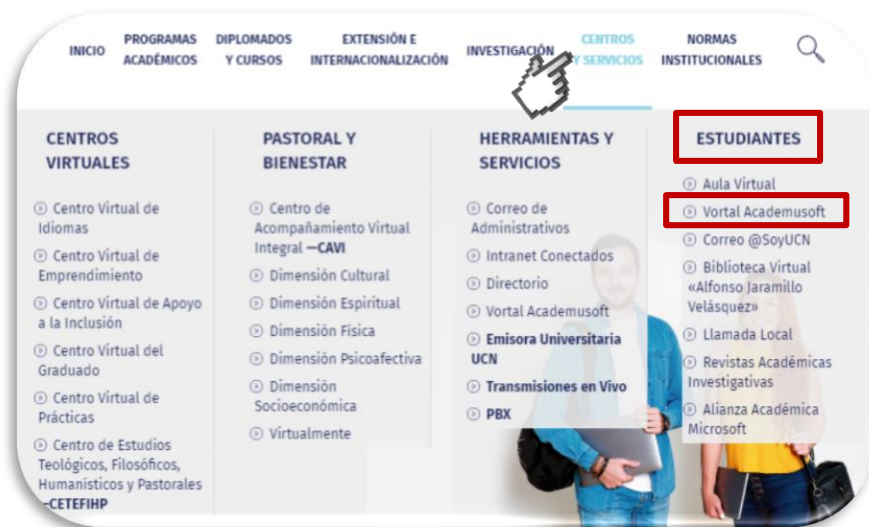 INICIO
PROGRAMAS
ACADÉMICOS
DIPLOMADOS
Y CURSOS
EXTENSIÓN E
INTERNACIONALIZACIÓN
INVESTIGACIÓN
CENTROS
Y SERVICIOS
NORMAS
INSTITUCIONALES
CENTROS
VIRTUALES
Centro Virtual de
Idiomas
Centro Virtual de
Emprendimiento
Centro Virtual de Apoyo
a la Inclusión
Centro Virtual del
Graduado
Centro Virtual de
Prácticas
Centro de Estudios
Teológicos, Filosóficos,
Humanísticos y Pastorales
—CETEFIHP
PASTORAL Y
BIENESTAR
Centro de
Acompañamiento Virtual
Integral —CAVI
Dimensión Cultural
Dimensión Espiritual
Dimensión Física
Dimensión Psicoafectiva
Dimensión
Socioeconómica
Virtualmente
HERRAMIENTAS Y
SERVICIOS
Correo de
Administrativos
Intranet Conectados
Directorio
Vortal Academusoft
Emisora Universitaria
UCN
Transmisiones en Vivo
PBX
ESTUDIANTES
Aula Virtual
Vortal Academusoft
Correo @SoyUCN
Biblioteca Virtual
«Alfonso Jaramillo
Velásquez»
Llamada Local
Revistas Académicas
Investigativas
Alianza Académica
Microsoft